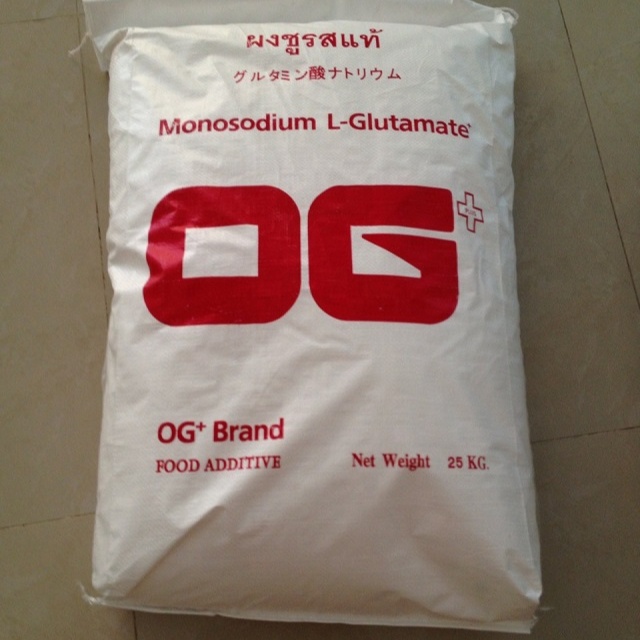 ผงชูรสแท้
グルタミン酸ナトリウム
Monosodium L-Glutamate+
OG
PLUS
OG+ Brand
FOOD ADDITIVE Net Weight 25 KG.